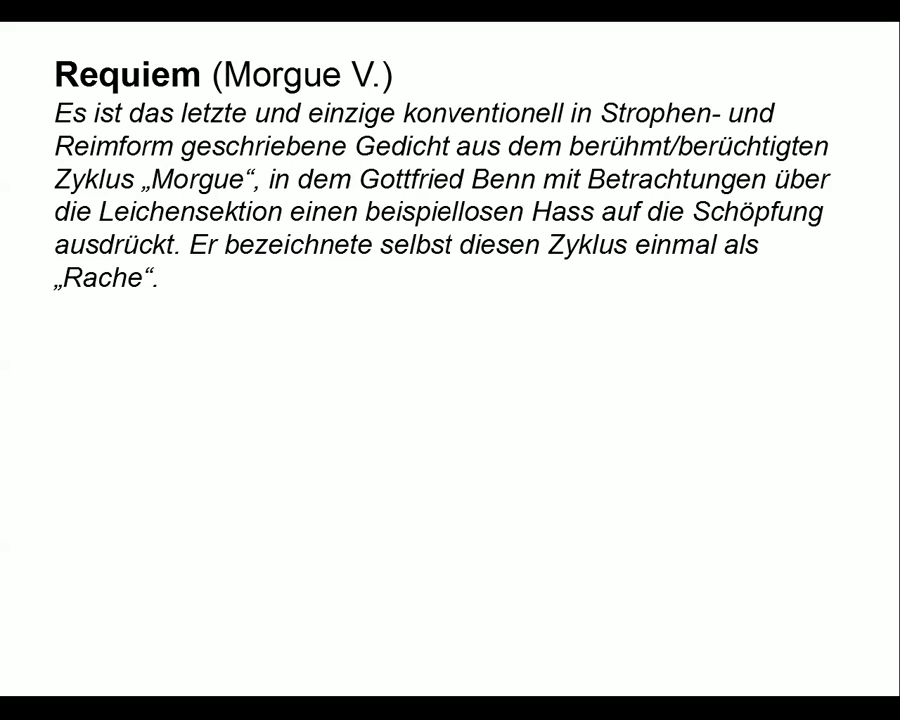 Requiem (Morgue V.)
Es ist das letzte und einzige konventionell in Strophen- und
Reimform geschriebene Gedicht aus dem berühmt/berüchtigten
Zyklus „Morgue“, in dem Gottfried Benn mit Betrachtungen über
die Leichensektion einen beispiellosen Hass auf die Schöpfung
ausdrückt. Er bezeichnete selbst diesen Zyklus einmal als
„Rache“.